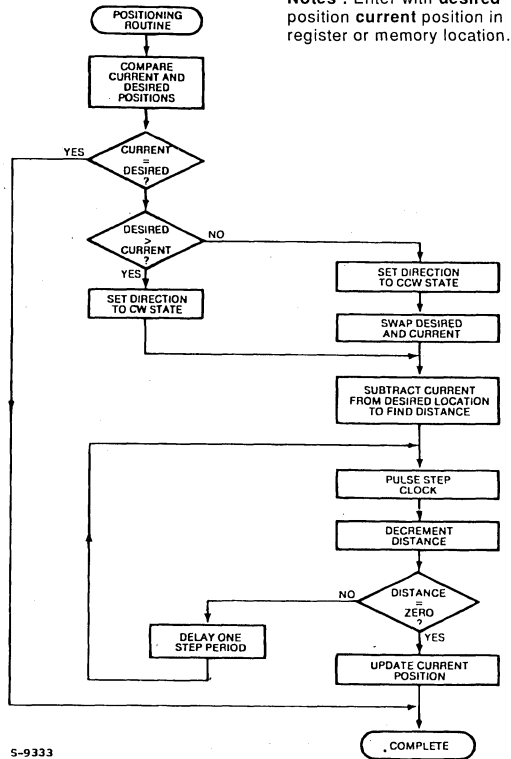 Notes : Enter with desired
position current position in
register or memory location.
POSITIONING
ROUTINE
COMPARE
CURRENT AND
DESIRED
POSITIONS
YES
CURRENT
=
DESIRED
?
DESIRED
>
CURRENT
?
NO
YES
SET DIRECTION
TO CW STATE
SET DIRECTION
TO CCW STATE
SWAP DESIRED
AND CURRENT
SUBTRACT CURRENT
FROM DESIRED LOCATION
TO FIND DISTANCE
PULSE STEP
CLOCK
DECREMENT
DISTANCE
NO
DISTANCE
=
ZERO
?
YES
DELAY ONE
STEP PERIOD
UPDATE CURRENT
POSITION
COMPLETE
S-9333